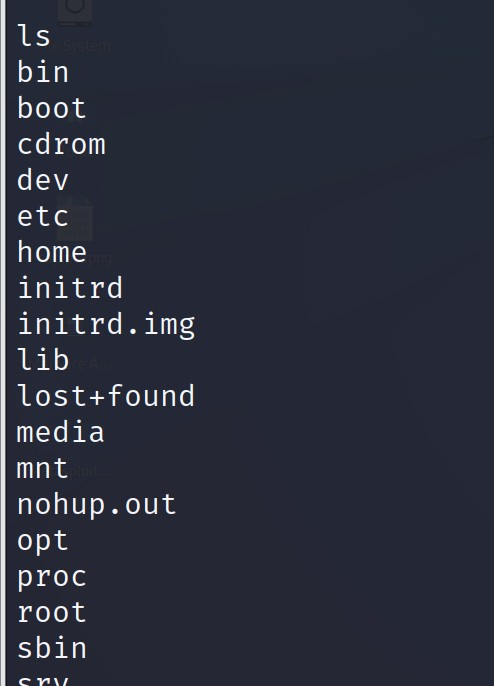 ls
bin
boot
cdrom
dev
etc
home
initrd
initrd.img
lib
lost+found
media
mnt
nohup.out
opt
proc
root
sbin
srv